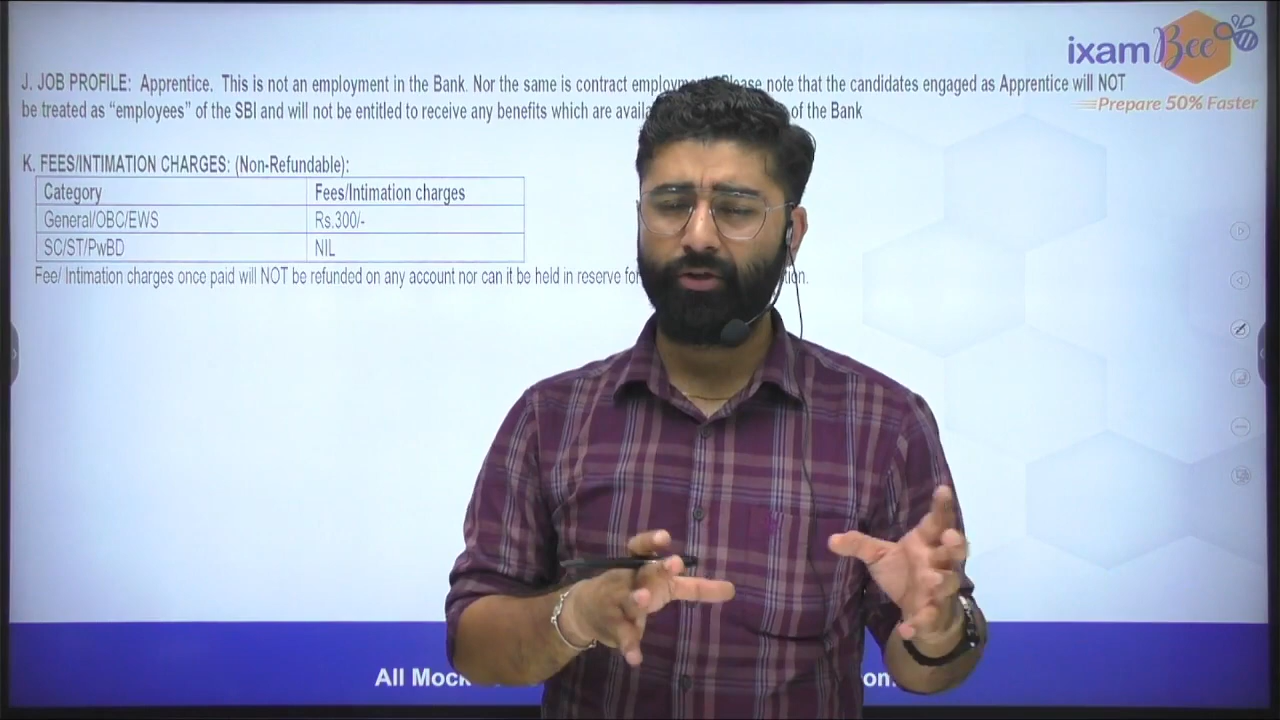 ixamBee
Prepare 50% Faster
J. JOB PROFILE: Apprentice. This is not an employment in the Bank. Nor the same is contract employm Please note that the candidates engaged as Apprentice will NOT
be treated as “employees” of the SBI and will not be entitled to receive any benefits which are avail of the Bank
K. FEES/INTIMATION CHARGES: (Non-Refundable):
Category Fees/Intimation charges
General/OBC/EWS Rs.300/-
SC/ST/PwBD NIL
Fee/ Intimation charges once paid will NOT be refunded on any account nor can it be held in reserve for
All Mock